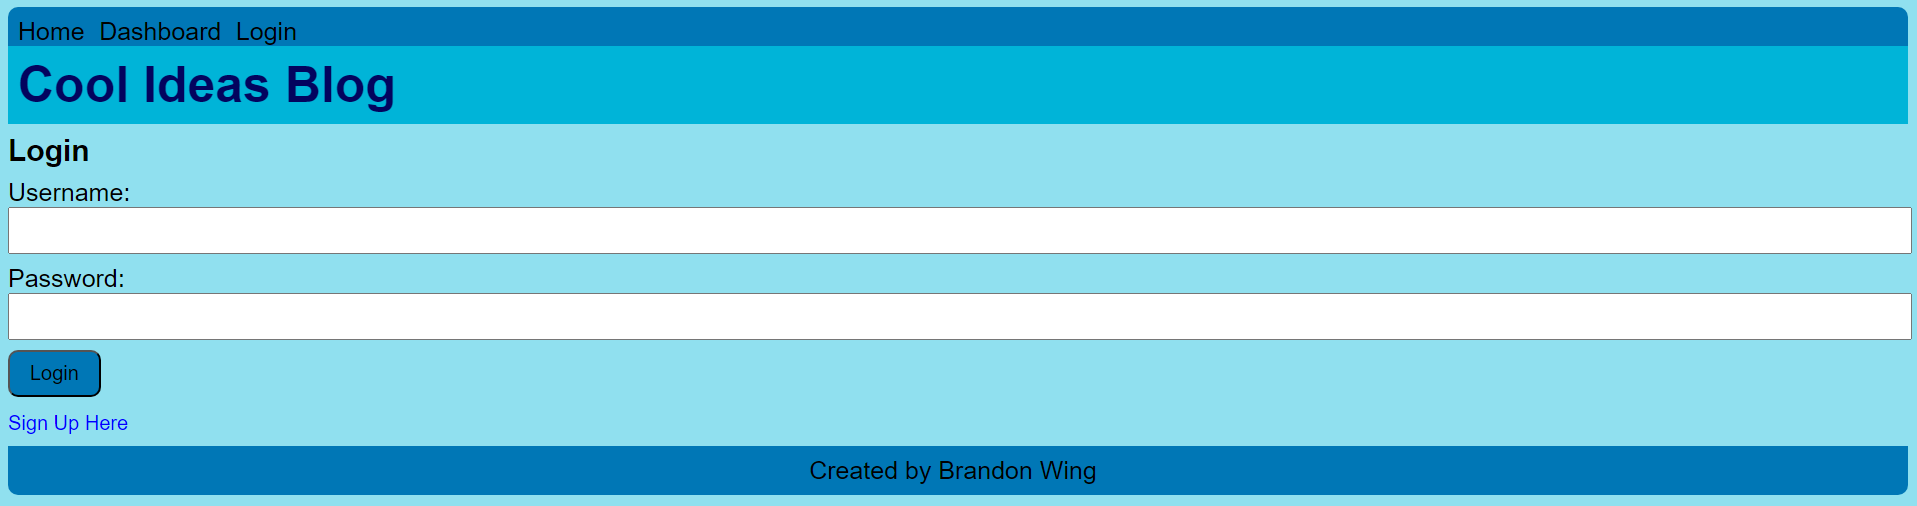 Home Dashboard Login
Cool Ideas Blog
Login
Username:
Password:
Login
Sign Up Here
Created by Brandon Wing